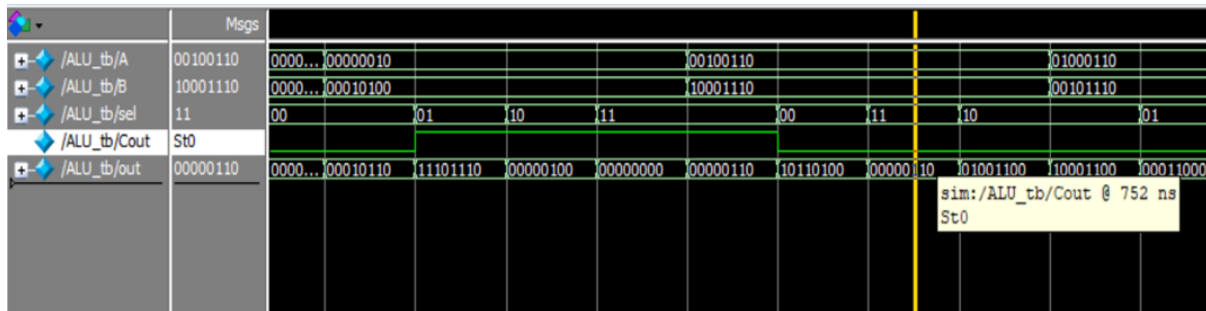 Msgs
/ALU_tb/A 00100110 0000... 00000010 00100110 01000110
/ALU_tb/B 10001110 0000... 00010100 10001110 00101110
/ALU_tb/sel 11 00 01 10 11 00 11 10 01
/ALU_tb/Cout St0
/ALU_tb/out 00000110 0000... 00010110 11101110 00000100 00000000 00000110 10110100 00000110 01001100 10001100 00011000
sim:/ALU_tb/Cout @ 752 ns
St0